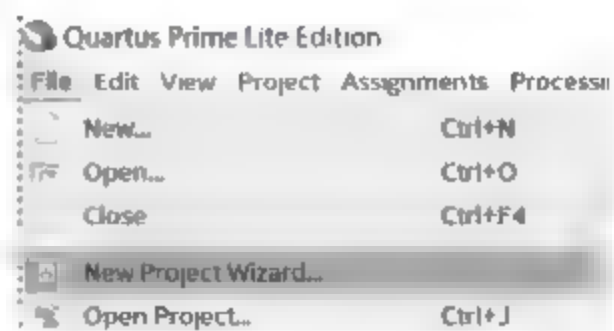 Quartus Prime Lite Edition
File Edit View Project Assignments
New... Ctrl+N
Open... Ctrl+O
Close Ctrl+F4
New Project Wizard...
Open Project... Ctrl+J